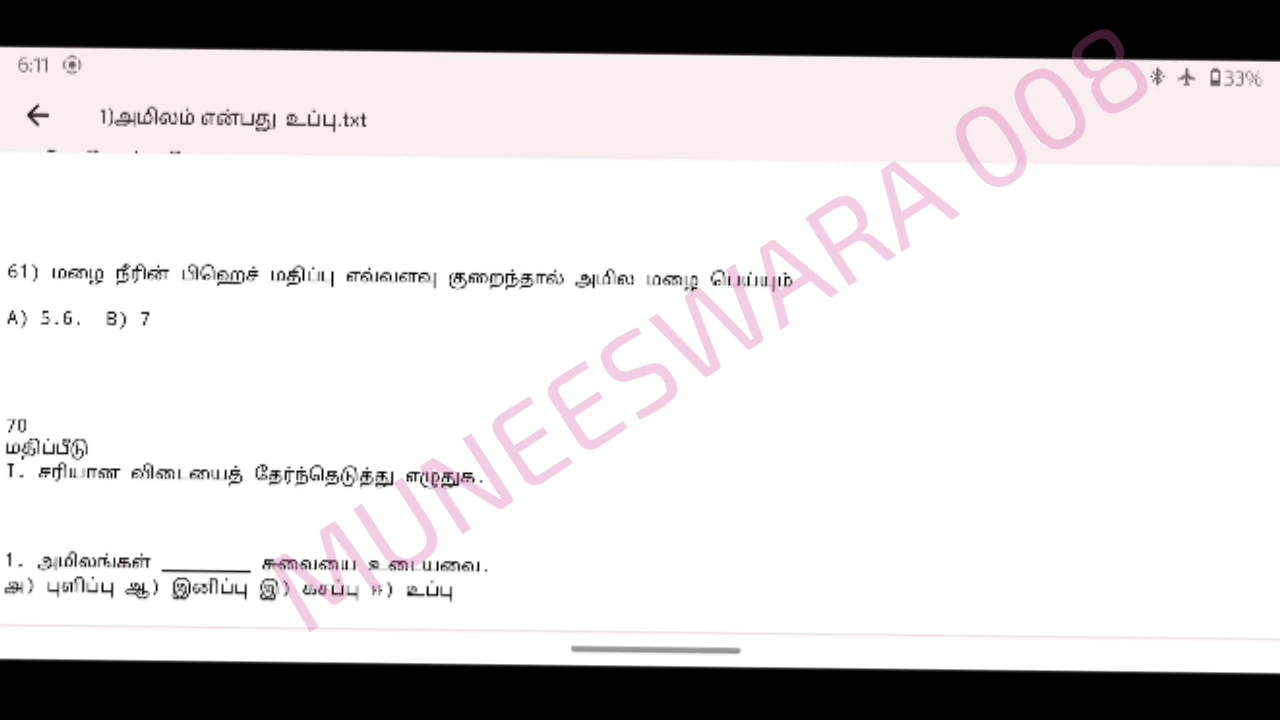 6:11
33%
1)அமிலம் என்பது உப்பு.txt
61) மழை நீரின் பிஹெச் மதிப்பு எவ்வளவு குறைந்தால் அமில மழை பெய்யும்
A) 5.6. B) 7
70
மதிப்பீடு
I. சரியான விடையைத் தேர்ந்தெடுத்து எழுதுக.
1. அமிலங்கள் ________ சுவையை உடையவை.
அ) புளிப்பு ஆ) இனிப்பு இ) கசப்பு ஈ) உப்பு
MUNEESWARA 008